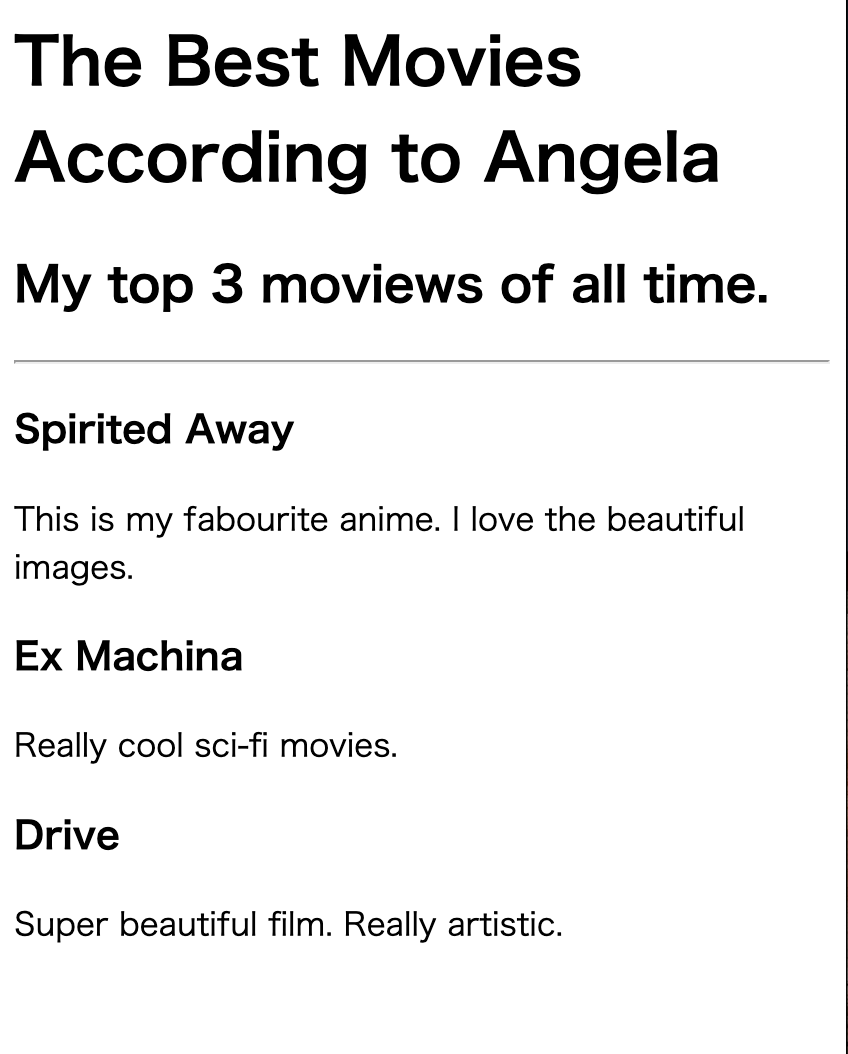 The Best Movies
According to Angela
My top 3 moviews of all time.
Spirited Away
This is my fabourite anime. I love the beautiful
images.
Ex Machina
Really cool sci-fi movies.
Drive
Super beautiful film. Really artistic.